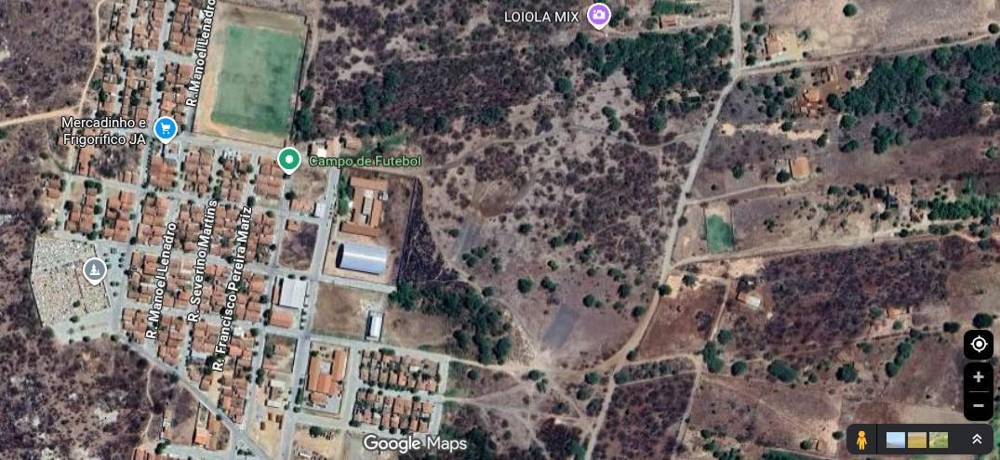 LOIOLA MIX
R. Manoel Lenadro
Mercadinho e
Frigorífico JA
Campo de Futebol
R. Manoel Lenadro
R. Severino Martins
R. Francisco Pereira Mariz
Google Maps